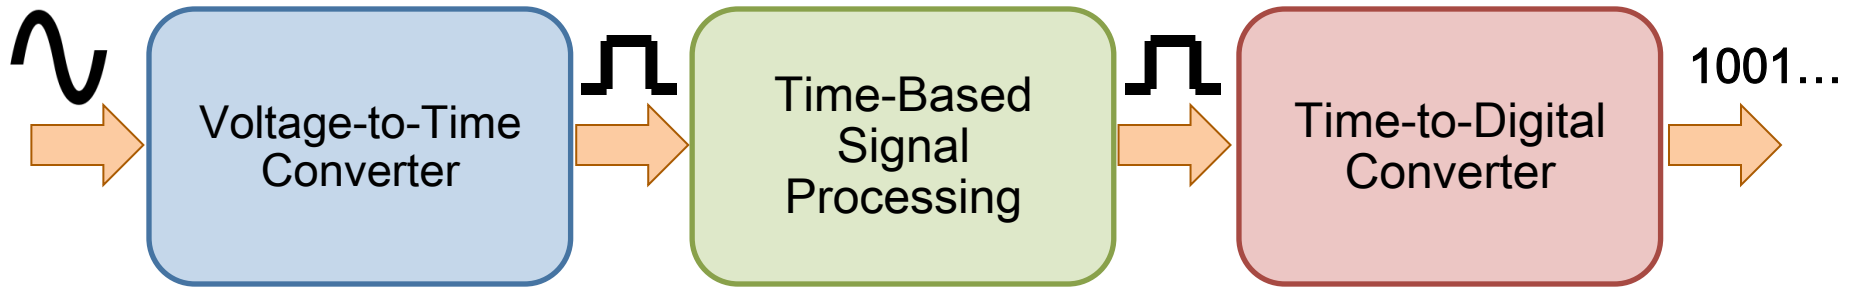 Voltage-to-Time
Converter
Time-Based
Signal
Processing
Time-to-Digital
Converter
1001...